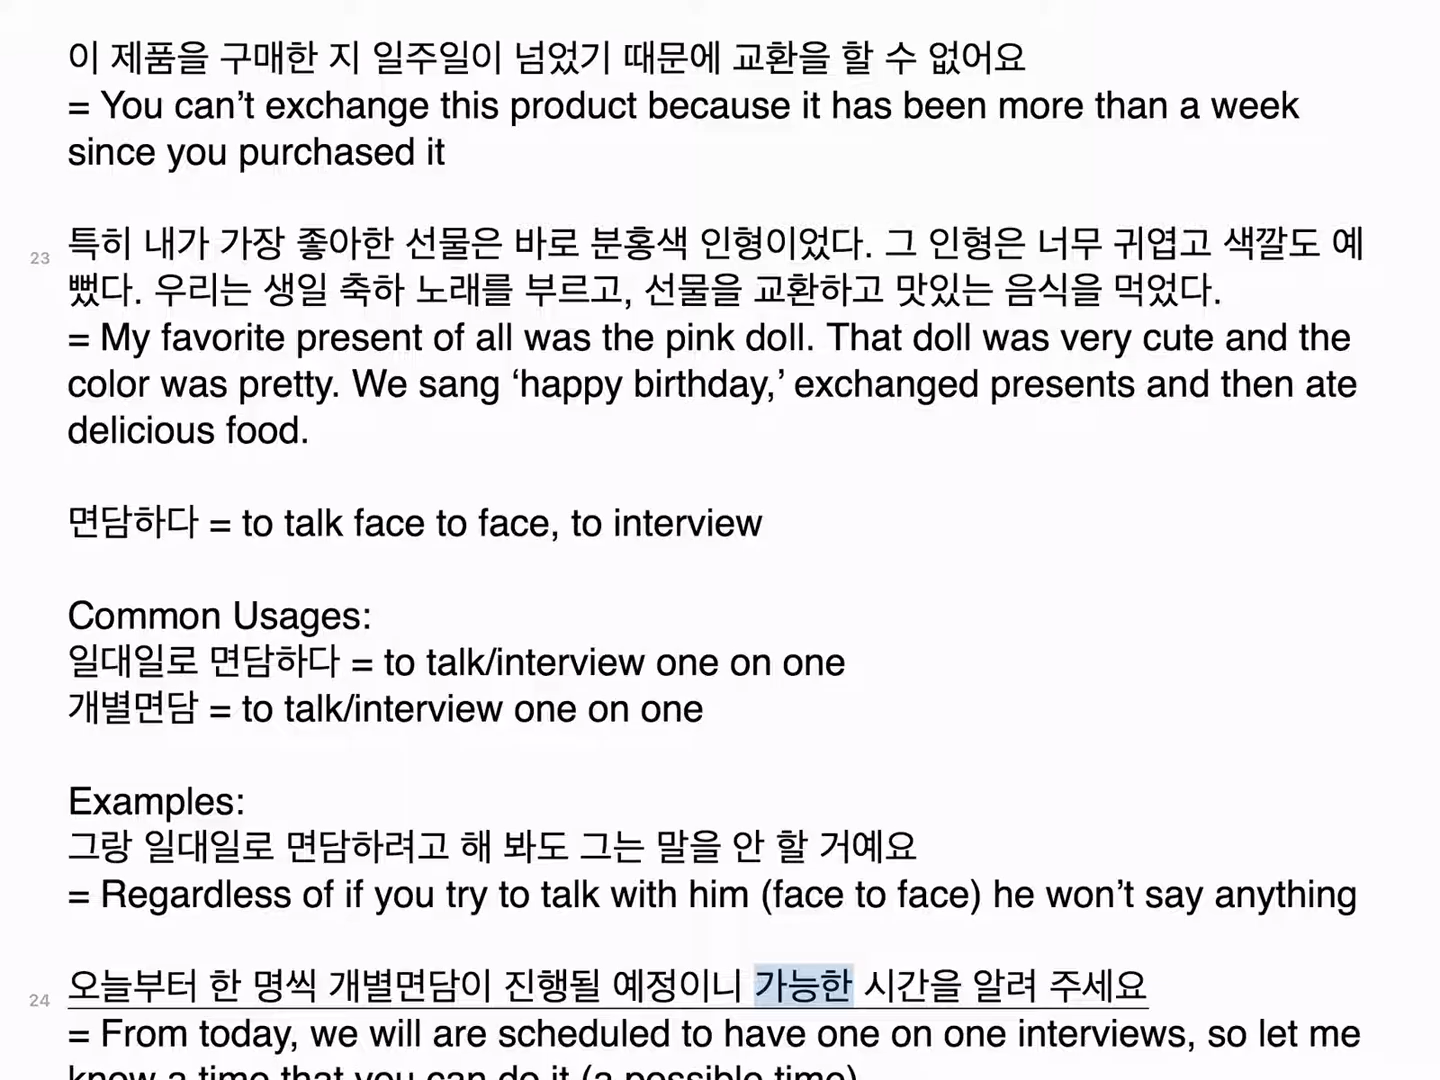 이 제품을 구매한 지 일주일이 넘었기 때문에 교환을 할 수 없어요
= You can’t exchange this product because it has been more than a week
since you purchased it
23 특히 내가 가장 좋아한 선물은 바로 분홍색 인형이었다. 그 인형은 너무 귀엽고 색깔도 예
뻤다. 우리는 생일 축하 노래를 부르고, 선물을 교환하고 맛있는 음식을 먹었다.
= My favorite present of all was the pink doll. That doll was very cute and the
color was pretty. We sang ‘happy birthday,’ exchanged presents and then ate
delicious food.
면담하다 = to talk face to face, to interview
Common Usages:
일대일로 면담하다 = to talk/interview one on one
개별면담 = to talk/interview one on one
Examples:
그랑 일대일로 면담하려고 해 봐도 그는 말을 안 할 거예요
= Regardless of if you try to talk with him (face to face) he won’t say anything
24 오늘부터 한 명씩 개별면담이 진행될 예정이니 가능한 시간을 알려 주세요
= From today, we will are scheduled to have one on one interviews, so let me
know a time that you can do it (a possible time)